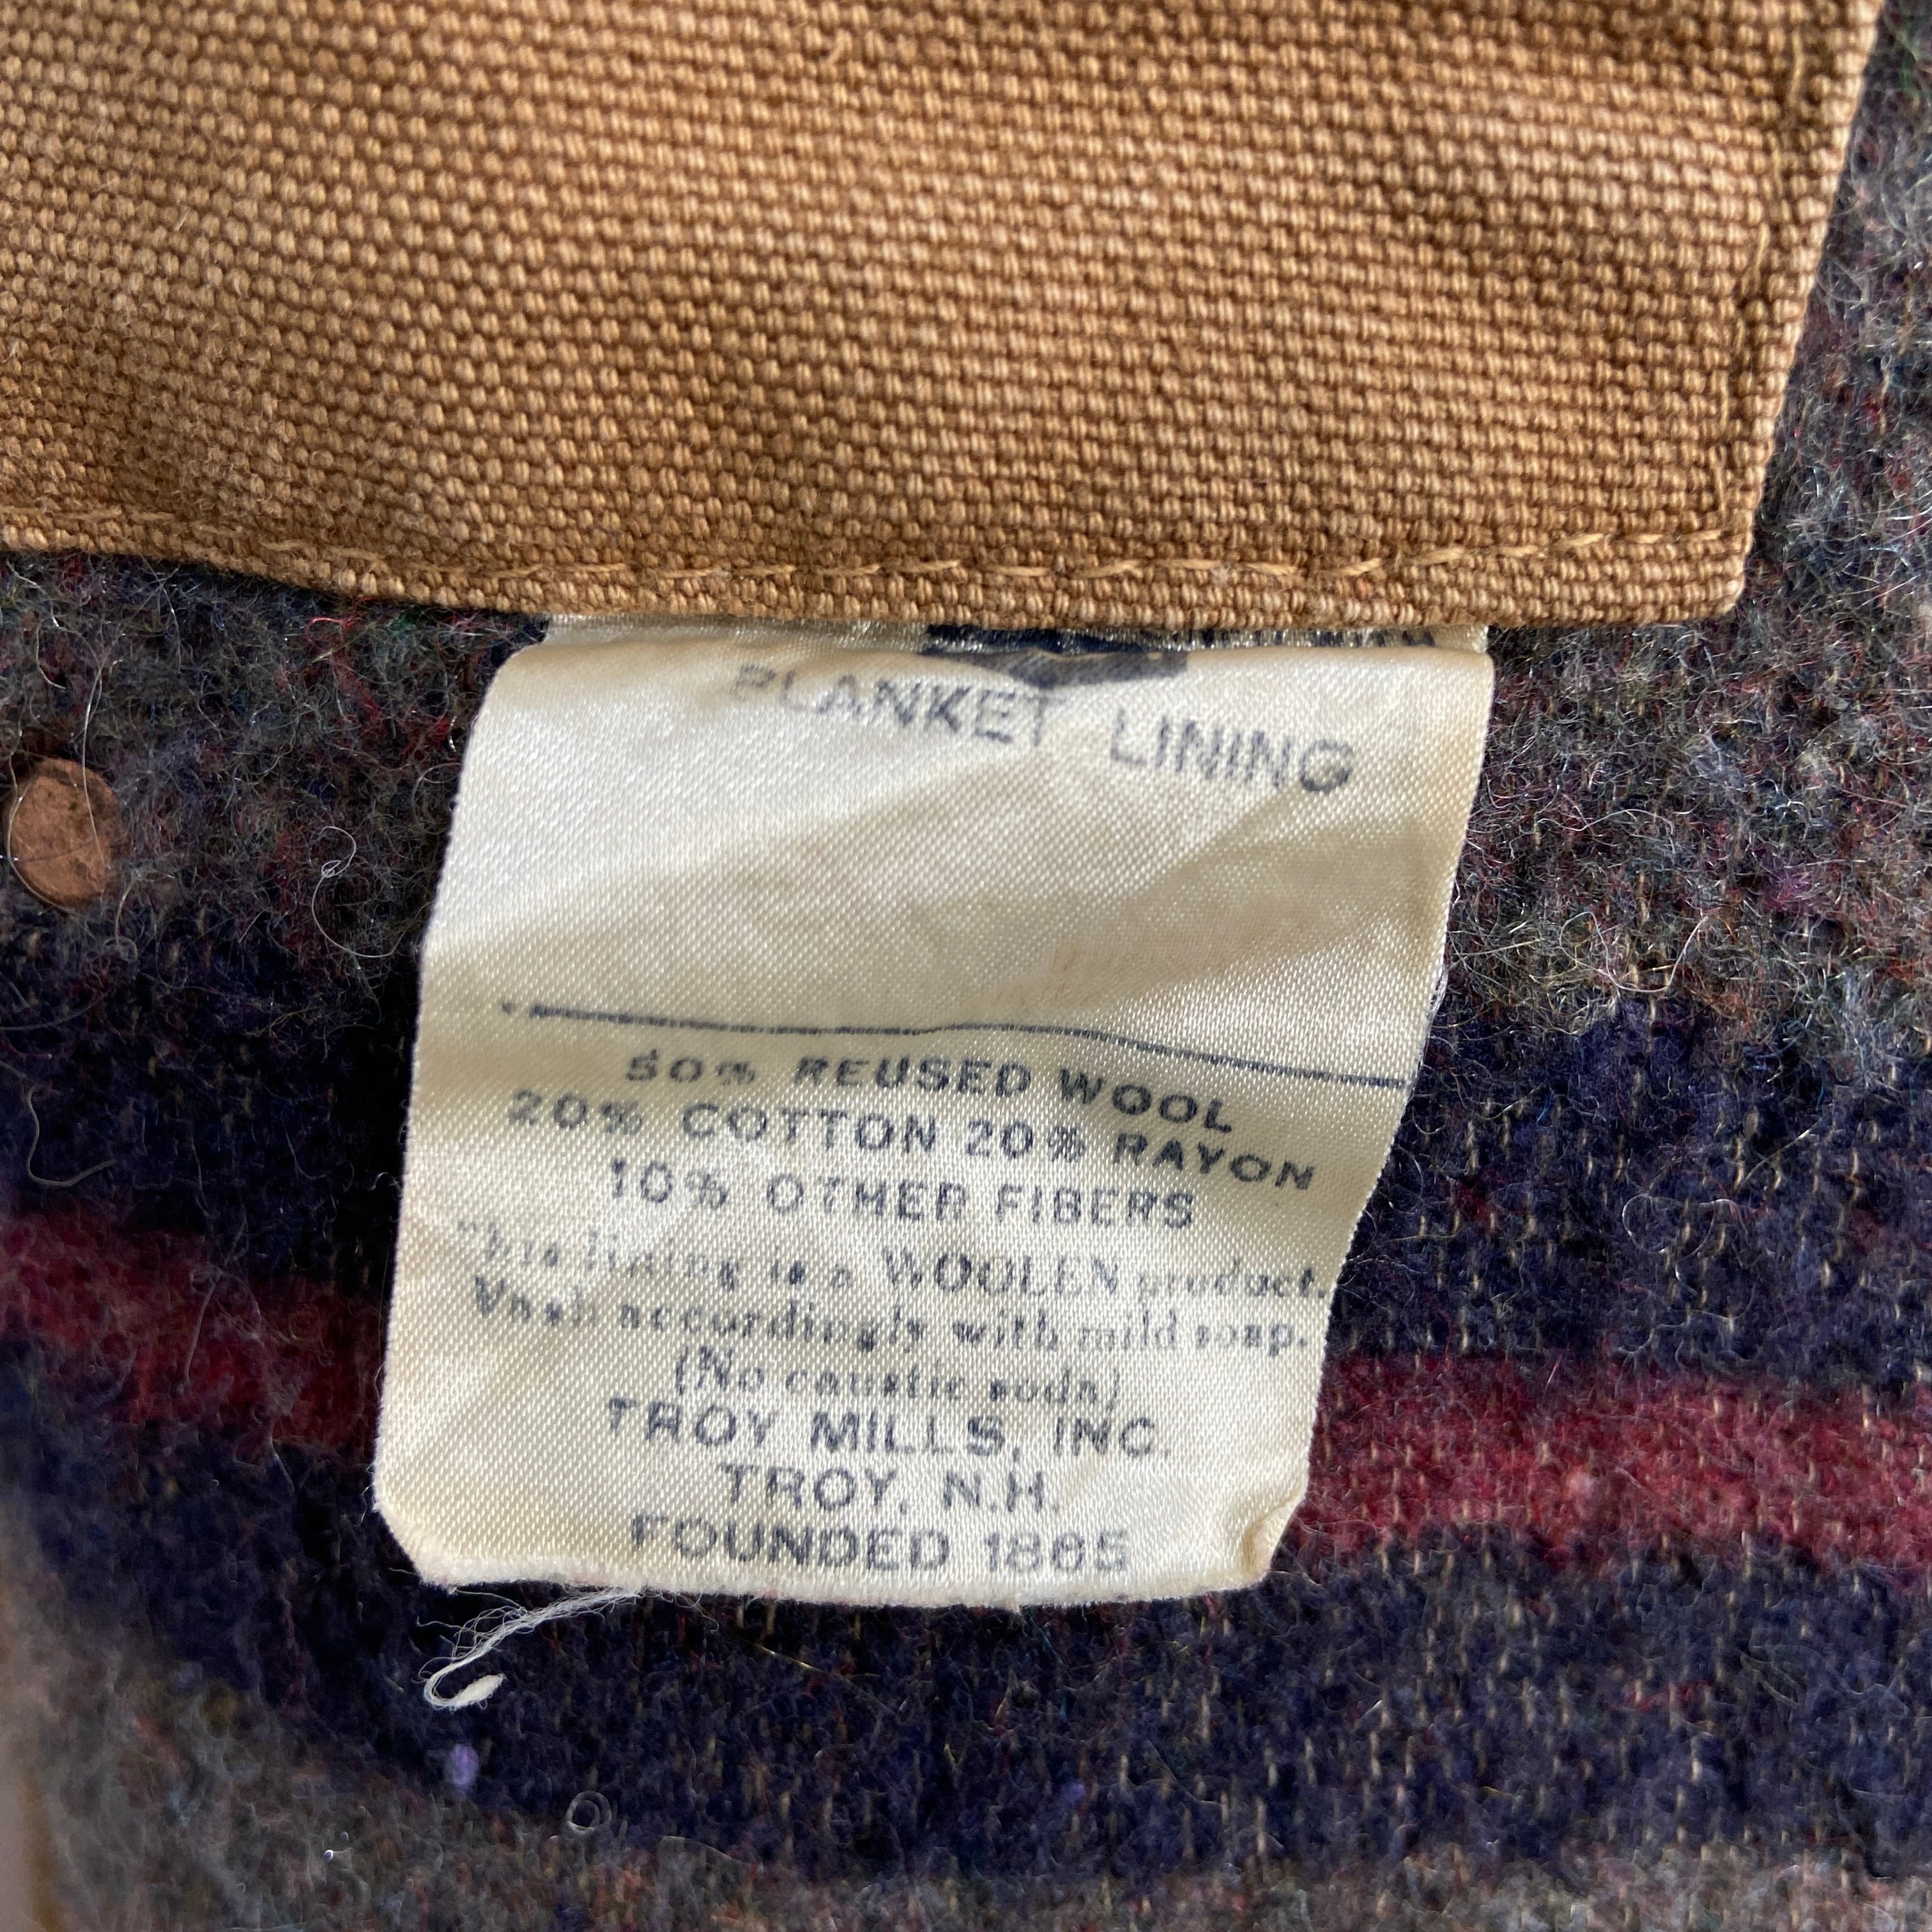 BLANKET LINING
50% REUSED WOOL
20% COTTON 20% RAYON
10% OTHER FIBERS
This lining is a WOOLEN product.
Wash accordingly with mild soap.
(No caustic soda)
TROY MILLS, INC.
TROY, N.H.
FOUNDED 1865